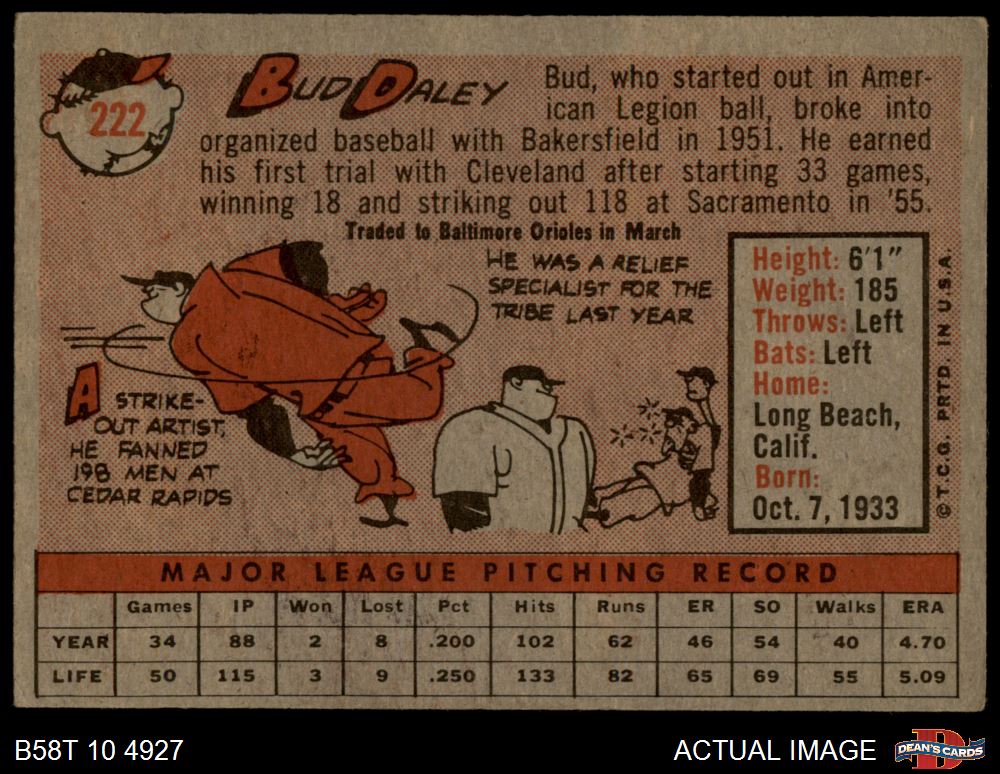 222
BUD DALEY
Bud, who started out in Amer-
ican Legion ball, broke into
organized baseball with Bakersfield in 1951. He earned
his first trial with Cleveland after starting 33 games,
winning 18 and striking out 118 at Sacramento in '55.
Traded to Baltimore Orioles in March
HE WAS A RELIEF
SPECIALIST FOR THE
TRIBE LAST YEAR
A STRIKE-
OUT ARTIST,
HE FANNED
198 MEN AT
CEDAR RAPIDS
Height: 6'1"
Weight: 185
Throws: Left
Bats: Left
Home:
Long Beach,
Calif.
Born:
Oct. 7, 1933
© T.C.G. PRTD. IN U.S.A.
MAJOR LEAGUE PITCHING RECORD
Games IP Won Lost Pct Hits Runs ER SO Walks ERA
YEAR 34 88 2 8 .200 102 62 46 54 40 4.70
LIFE 50 115 3 9 .250 133 82 65 69 55 5.09
B58T 10 4927
ACTUAL IMAGE
DEAN'S CARDS